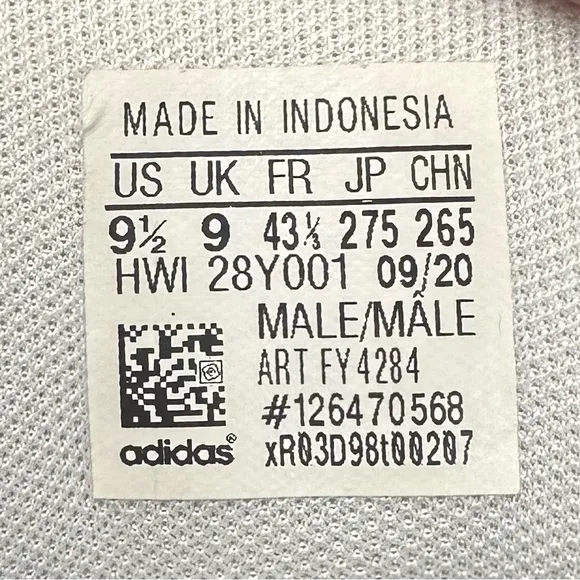 MADE IN INDONESIA
US UK FR JP CHN
9½ 9 43⅓ 275 265
HWI 28Y001 09/20
MALE/MÂLE
ART FY4284
#126470568
adidas® xR03D98t00207